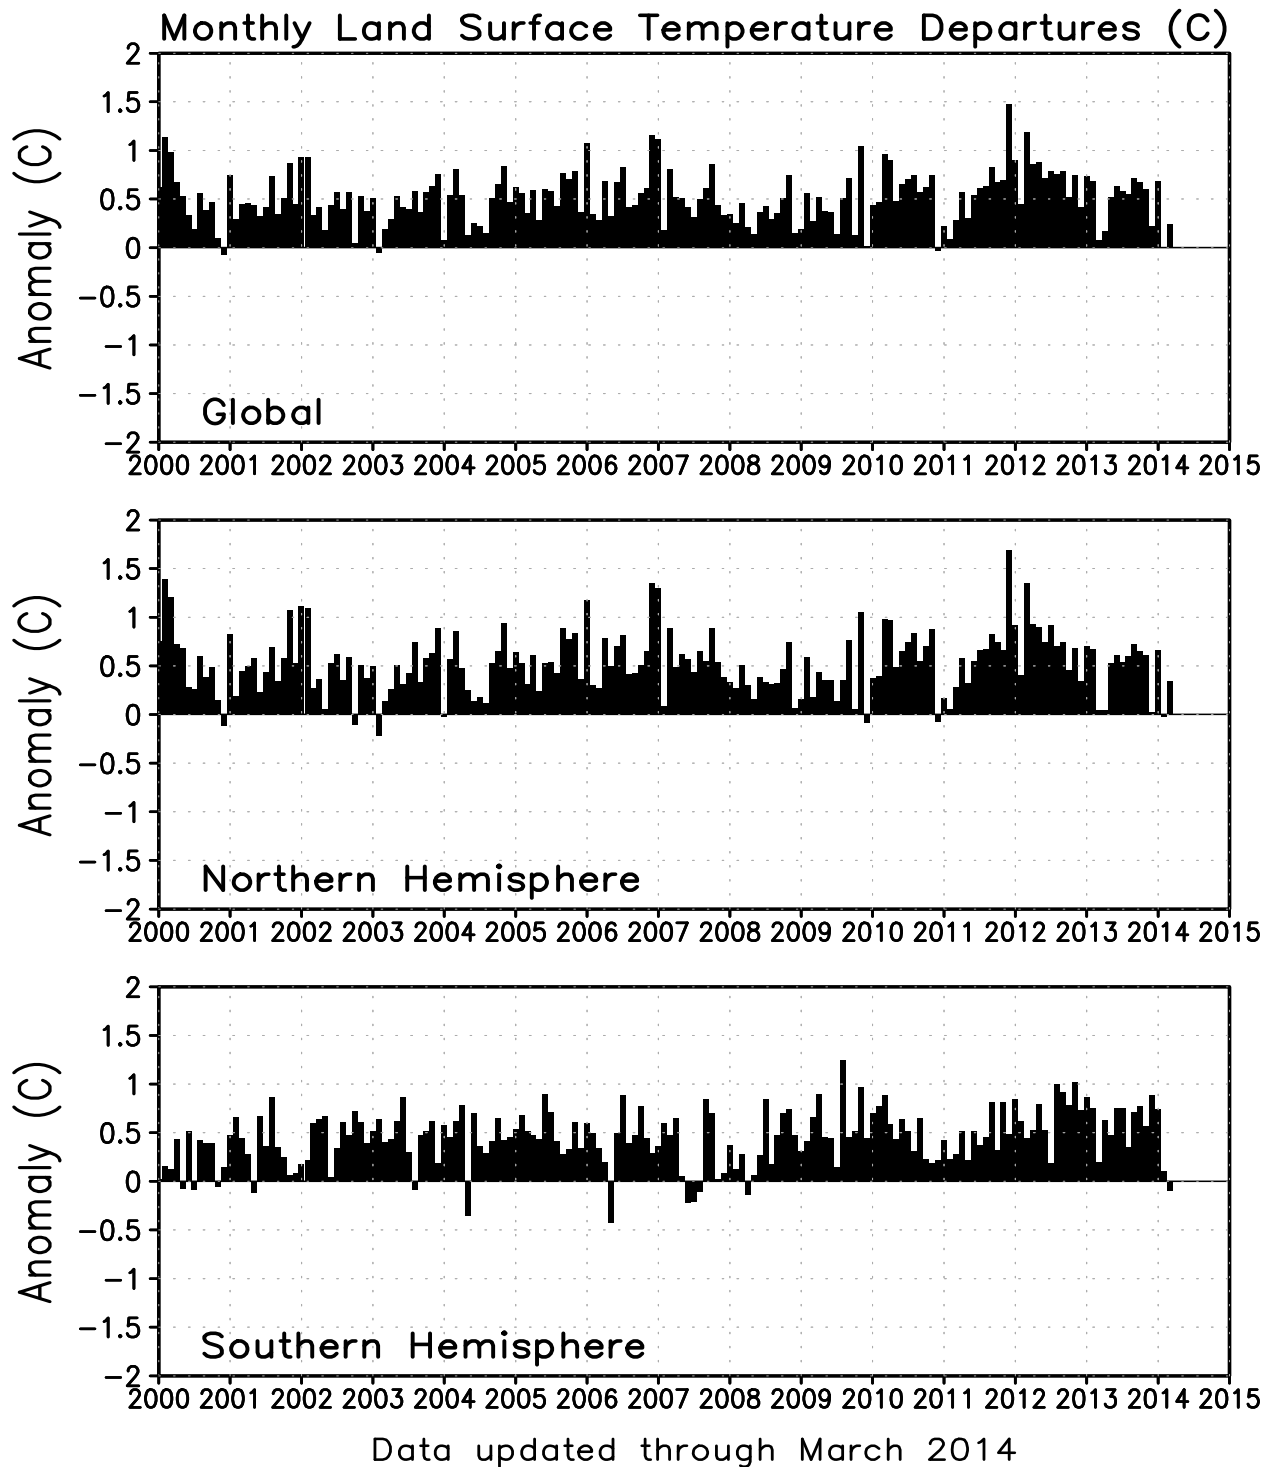 Monthly Land Surface Temperature Departures (C)
2
1.5
1
0.5
0
−0.5
−1
−1.5
−2
Anomaly (C)
Global
2000 2001 2002 2003 2004 2005 2006 2007 2008 2009 2010 2011 2012 2013 2014 2015
2
1.5
1
0.5
0
−0.5
−1
−1.5
−2
Anomaly (C)
Northern Hemisphere
2000 2001 2002 2003 2004 2005 2006 2007 2008 2009 2010 2011 2012 2013 2014 2015
2
1.5
1
0.5
0
−0.5
−1
−1.5
−2
Anomaly (C)
Southern Hemisphere
2000 2001 2002 2003 2004 2005 2006 2007 2008 2009 2010 2011 2012 2013 2014 2015
Data updated through March 2014